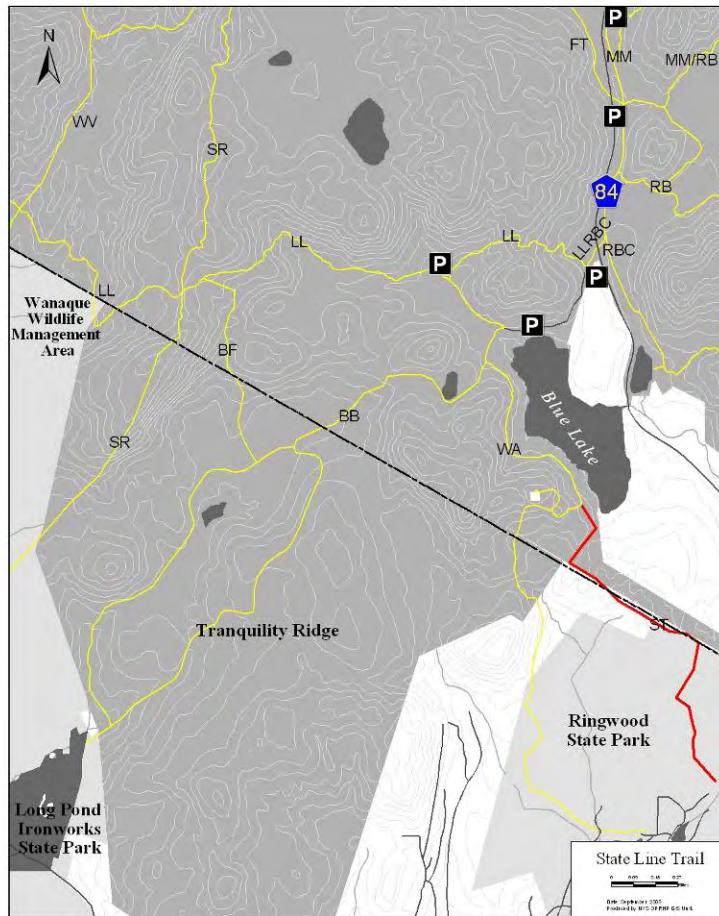 N
P
FT
MM
MM/RB
WV
P
SR
84
RB
LL
LL
LLRBC
RBC
P
P
LL
Wanaque
Wildlife
Management
Area
P
BF
Blue Lake
BB
SR
WA
Tranquility Ridge
ST
Ringwood
State Park
Long Pond
Ironworks
State Park
State Line Trail
0